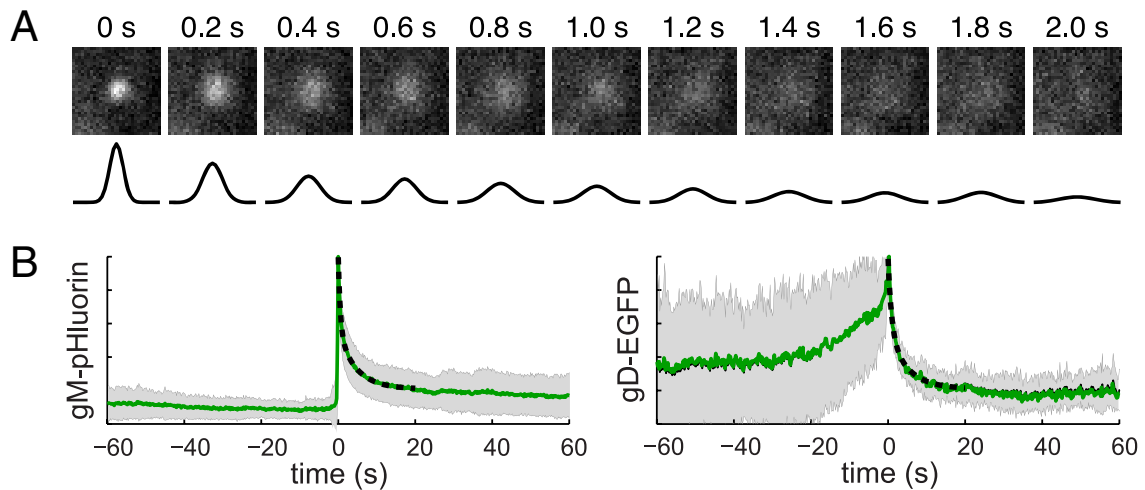 A
0 s 0.2 s 0.4 s 0.6 s 0.8 s 1.0 s 1.2 s 1.4 s 1.6 s 1.8 s 2.0 s
B
gM-pHluorin
−60 −40 −20 0 20 40 60
time (s)
gD-EGFP
−60 −40 −20 0 20 40 60
time (s)